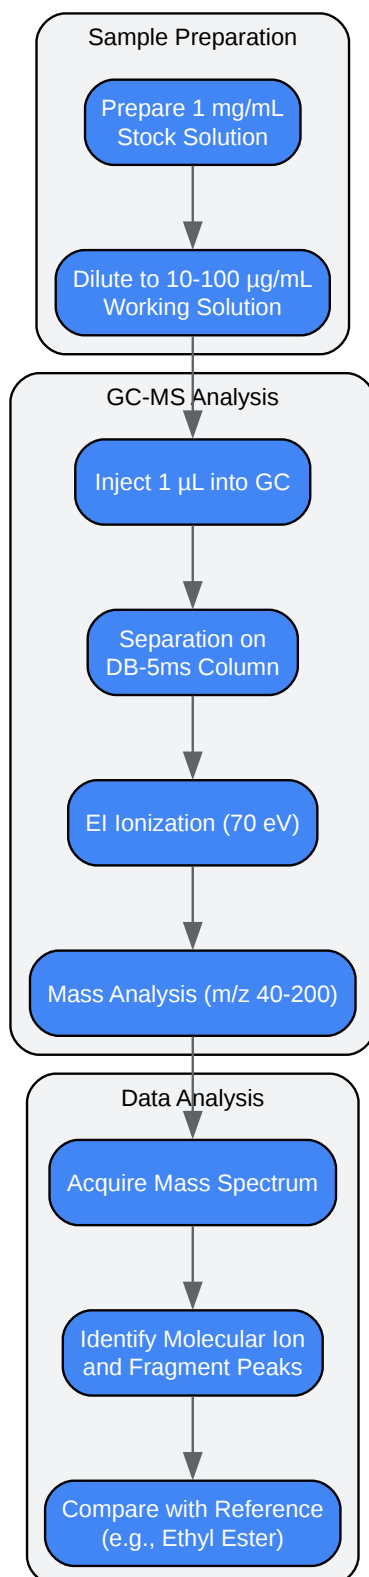 Sample Preparation
Prepare 1 mg/mL
Stock Solution
Dilute to 10-100 µg/mL
Working Solution
GC-MS Analysis
Inject 1 µL into GC
Separation on
DB-5ms Column
EI Ionization (70 eV)
Mass Analysis (m/z 40-200)
Data Analysis
Acquire Mass Spectrum
Identify Molecular Ion
and Fragment Peaks
Compare with Reference
(e.g., Ethyl Ester)